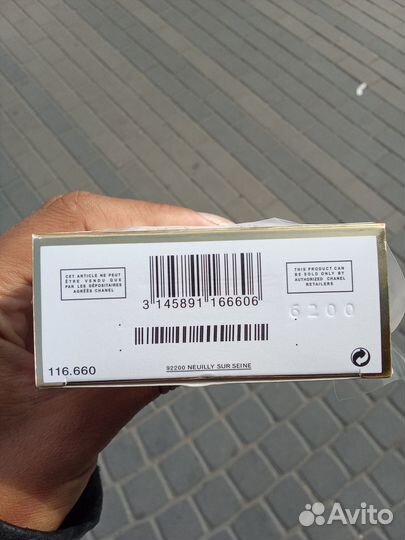 CET ARTICLE NE PEUT
ÊTRE VENDU QUE
PAR LES DÉPOSITAIRES
AGRÉÉS CHANEL
THIS PRODUCT CAN
BE SOLD ONLY BY
AUTHORIZED CHANEL
RETAILERS
3 145891 166606
6200
92200 NEUILLY SUR SEINE
116.660
Avito